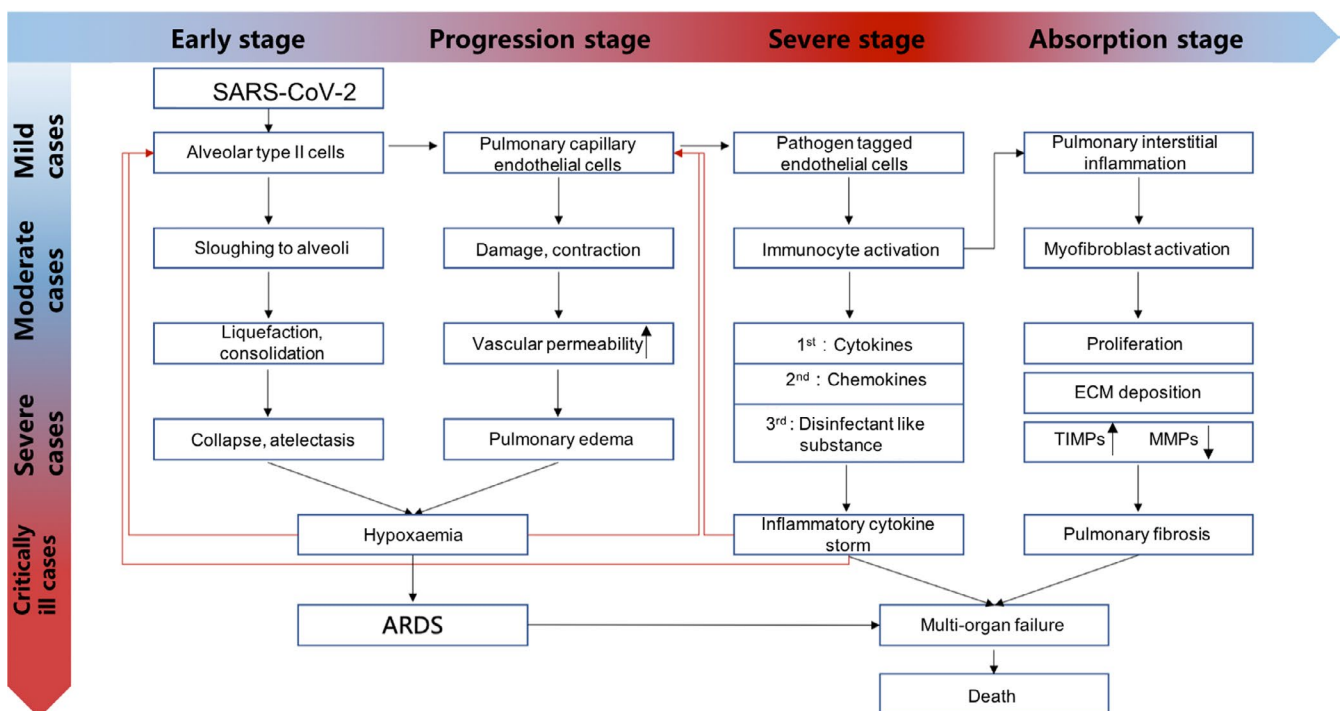 Early stage
Progression stage
Severe stage
Absorption stage
Mild
cases
Moderate
cases
Severe
cases
Critically
ill cases
SARS-CoV-2
Alveolar type II cells
Sloughing to alveoli
Liquefaction,
consolidation
Collapse, atelectasis
Pulmonary capillary
endothelial cells
Damage, contraction
Vascular permeability
Pulmonary edema
Hypoxaemia
ARDS
Pathogen tagged
endothelial cells
Immunocyte activation
1st : Cytokines
2nd : Chemokines
3rd : Disinfectant like
substance
Inflammatory cytokine
storm
Pulmonary interstitial
inflammation
Myofibroblast activation
Proliferation
ECM deposition
TIMPs MMPs
Pulmonary fibrosis
Multi-organ failure
Death